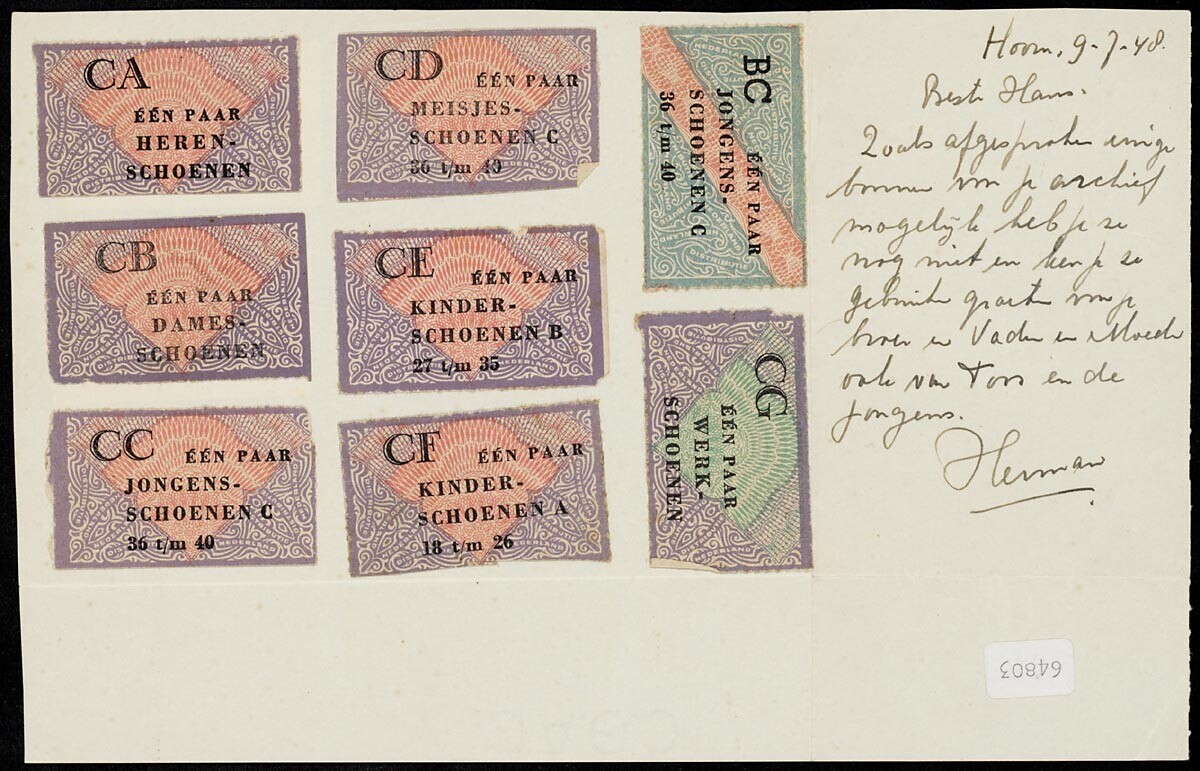 CA
ÉÉN PAAR
HEREN-
SCHOENEN
CB
ÉÉN PAAR
DAMES-
SCHOENEN
CC
ÉÉN PAAR
JONGENS-
SCHOENEN C
36 t/m 40
CD
ÉÉN PAAR
MEISJES-
SCHOENEN C
36 t/m 40
CE
ÉÉN PAAR
KINDER-
SCHOENEN B
27 t/m 35
CF
ÉÉN PAAR
KINDER-
SCHOENEN A
18 t/m 26
BC
ÉÉN PAAR
JONGENS-
SCHOENEN C
36 t/m 40
CG
ÉÉN PAAR
WERK-
SCHOENEN
Hoorn, 9-7-48.
Beste Hans.
Zoals afgesproken enige
bonnen voor je archief
mogelijk heb je ze
nog niet en kun je ze
gebruiken groeten van je
broer en Vader en Moeder
ook van Toos en de
jongens.
Herman
64803